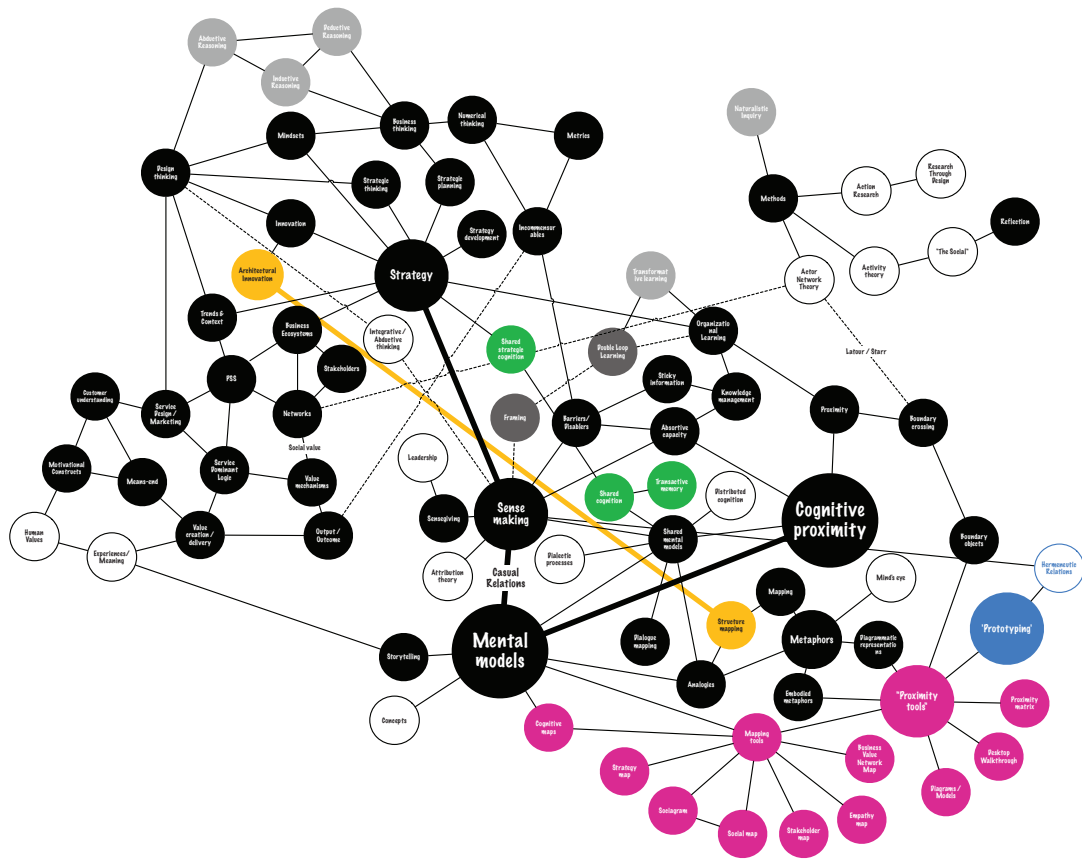 Deductive
Reasoning
Abductive
Reasoning
Inductive
Reasoning
Naturalistic
Inquiry
Numerical
thinking
Business
thinking
Mindsets
Metrics
Design
thinking
Strategic
thinking
Strategic
planning
Methods
Action
Research
Research
Through
Design
Innovation
Strategy
development
Incommensur
ables
Reflection
"The Social"
Activity
theory
Actor
Network
Theory
Architectural
Innovation
Strategy
Transformat
ive learning
Trends &
Context
Business
Ecosystems
Integrative /
Abductive
thinking
Shared
strategic
cognition
Double Loop
Learning
Organizatio
nal Learning
Latour / Starr
Stakeholders
PSS
Sticky
information
Knowledge
management
Customer
understanding
Service
Design /
Marketing
Networks
Framing
Barriers/
Disablers
Absortive
capacity
Proximity
Boundary
crossing
Social value
Leadership
Motivational
Constructs
Means-end
Service
Dominant
Logic
Value
mechanisms
Shared
cognition
Transactive
memory
Distributed
cognition
Sensegiving
Sense
making
Cognitive
proximity
Human
Values
Experiences/
Meaning
Value
creation /
delivery
Output /
Outcome
Shared
mental
models
Boundary
objects
Attribution
theory
Casual
Relations
Dialectic
processes
Hermeneutic
Relations
Mapping
Mind's eye
Structure
mapping
'Prototyping'
Storytelling
Mental
models
Dialogue
mapping
Metaphors
Diagrammatic
representatio
ns
Analogies
Embodied
metaphors
"Proximity
tools"
Proximity
matrix
Concepts
Cognitive
maps
Mapping
tools
Business
Value
Network
Map
Desktop
Walkthrough
Strategy
map
Diagrams /
Models
Sociagram
Social map
Stakeholder
map
Empathy
map